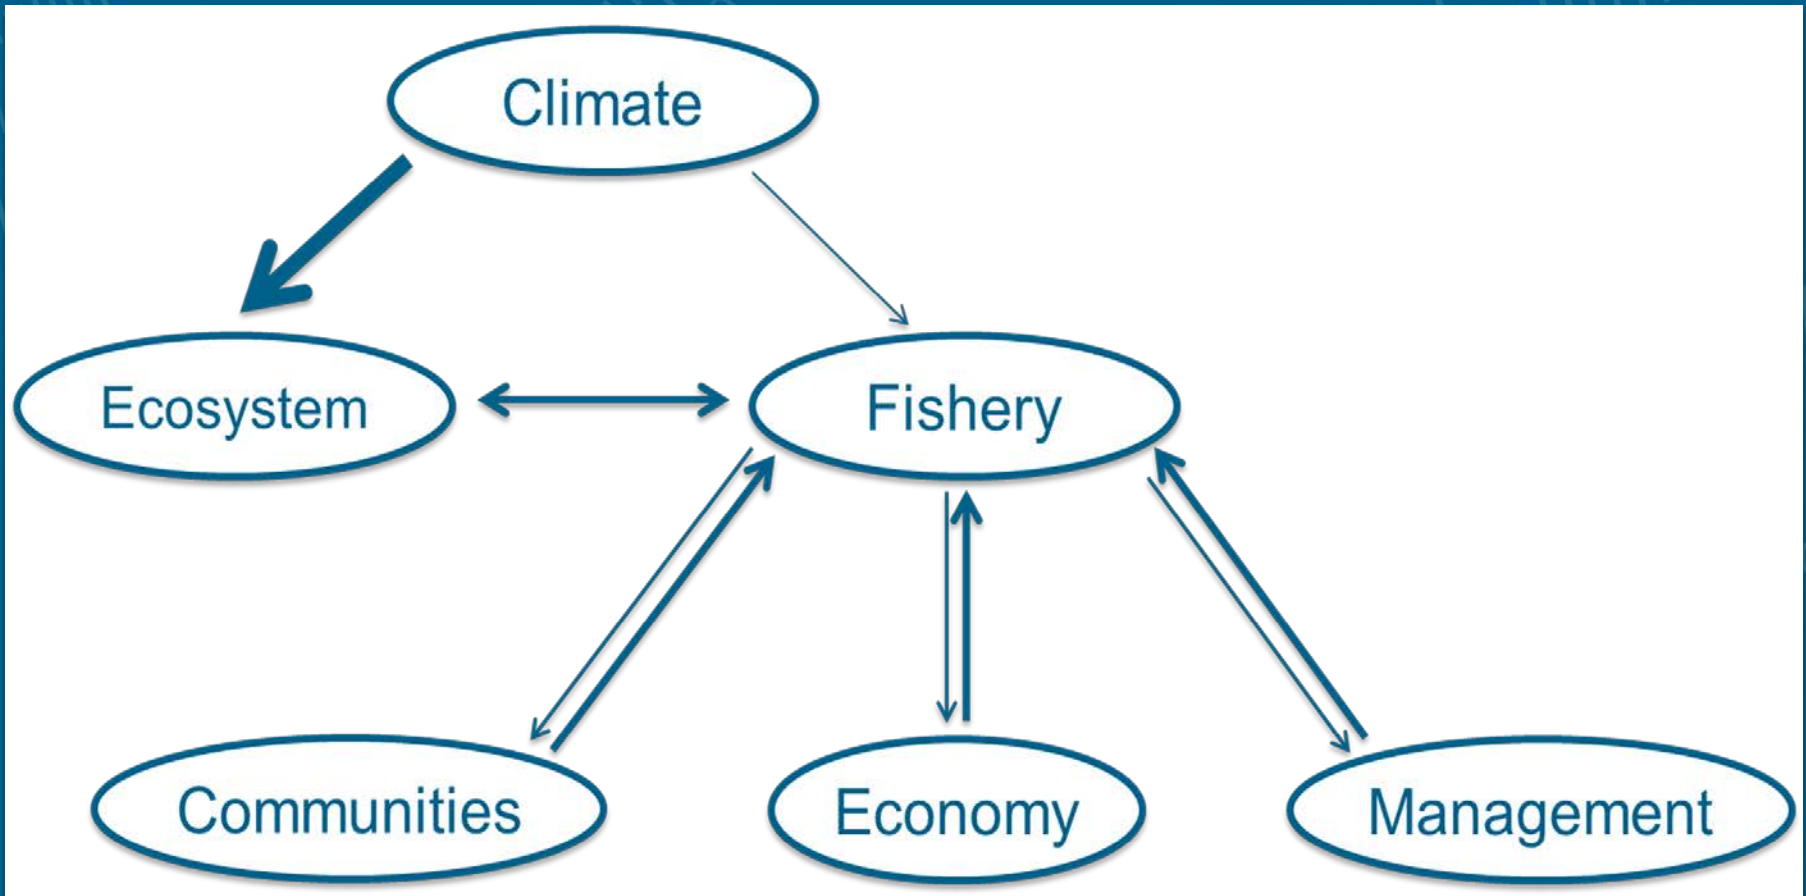 Climate
Ecosystem
Fishery
Communities
Economy
Management